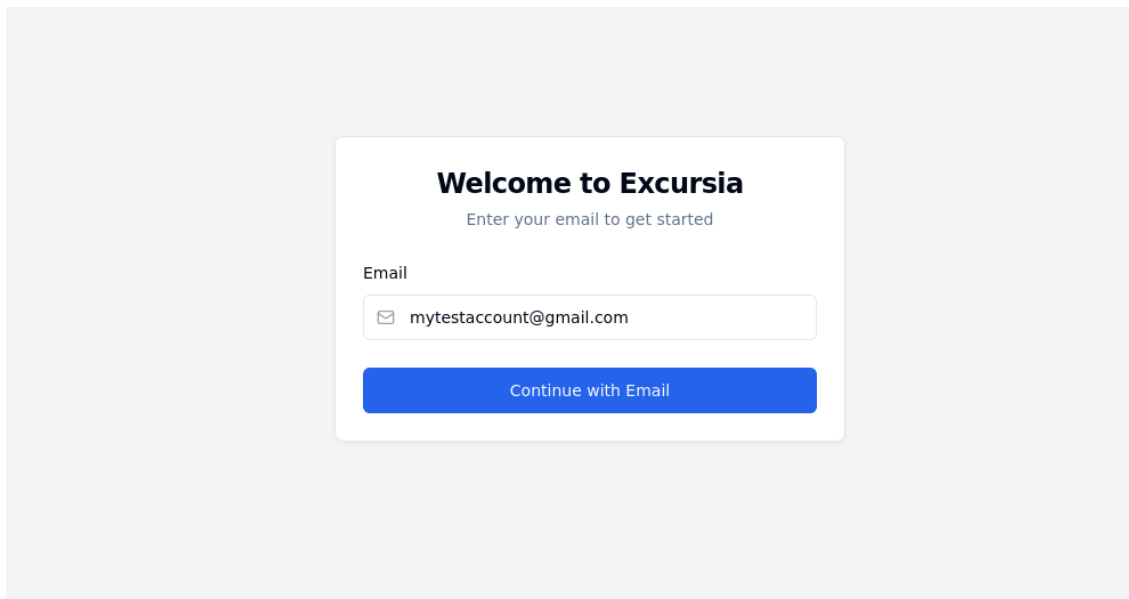 Welcome to Excursia
Enter your email to get started
Email
mytestaccount@gmail.com
Continue with Email